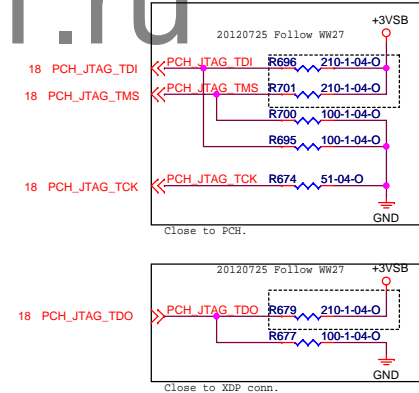 r.ru
+3VSB
20120725 Follow WW27
18 PCH_JTAG_TDI PCH_JTAG_TDI R696 210-1-04-O
18 PCH_JTAG_TMS PCH_JTAG_TMS R701 210-1-04-O
R700 100-1-04-O
R695 100-1-04-O
18 PCH_JTAG_TCK PCH_JTAG_TCK R674 51-04-O
GND
Close to PCH.
20120725 Follow WW27 +3VSB
18 PCH_JTAG_TDO PCH_JTAG_TDO R679 210-1-04-O
R677 100-1-04-O
GND
Close to XDP conn.